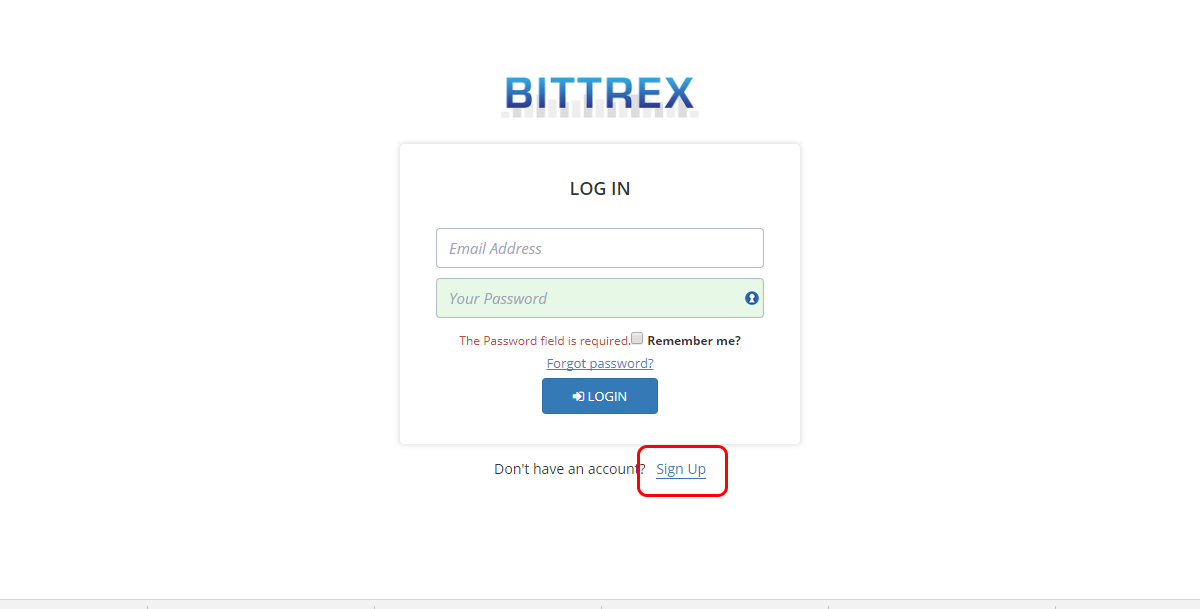 BITTREX
LOG IN
Email Address
Your Password
The Password field is required. Remember me?
Forgot password?
LOGIN
Don't have an account? Sign Up